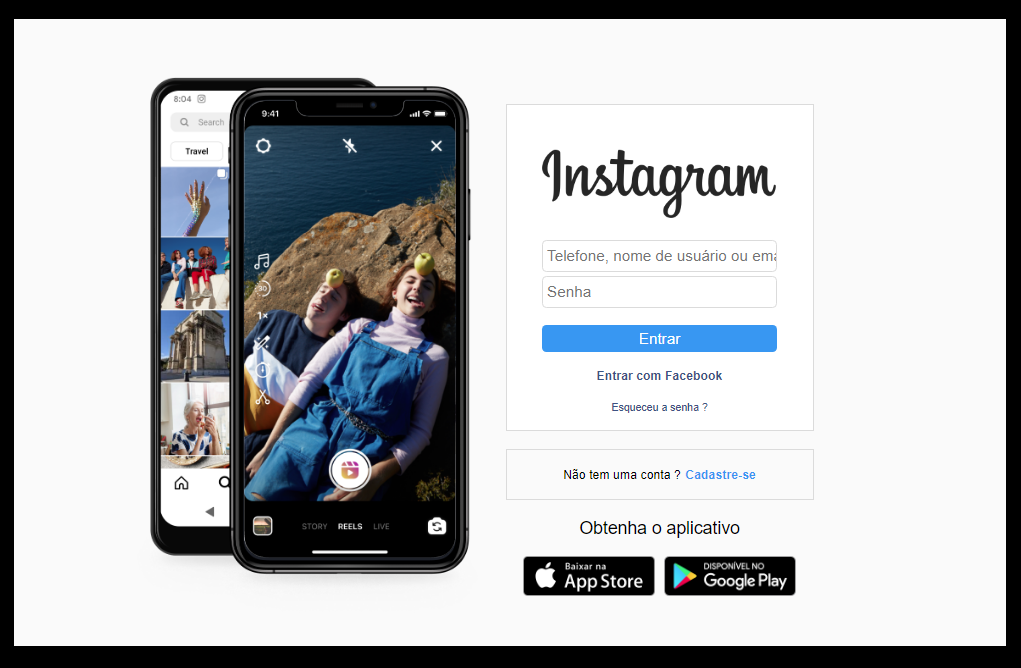 8:04
Search
Travel
9:41
30
1x
STORY REELS LIVE
Instagram
Telefone, nome de usuário ou ema
Senha
Entrar
Entrar com Facebook
Esqueceu a senha ?
Não tem uma conta ? Cadastre-se
Obtenha o aplicativo
Baixar na
App Store
DISPONÍVEL NO
Google Play